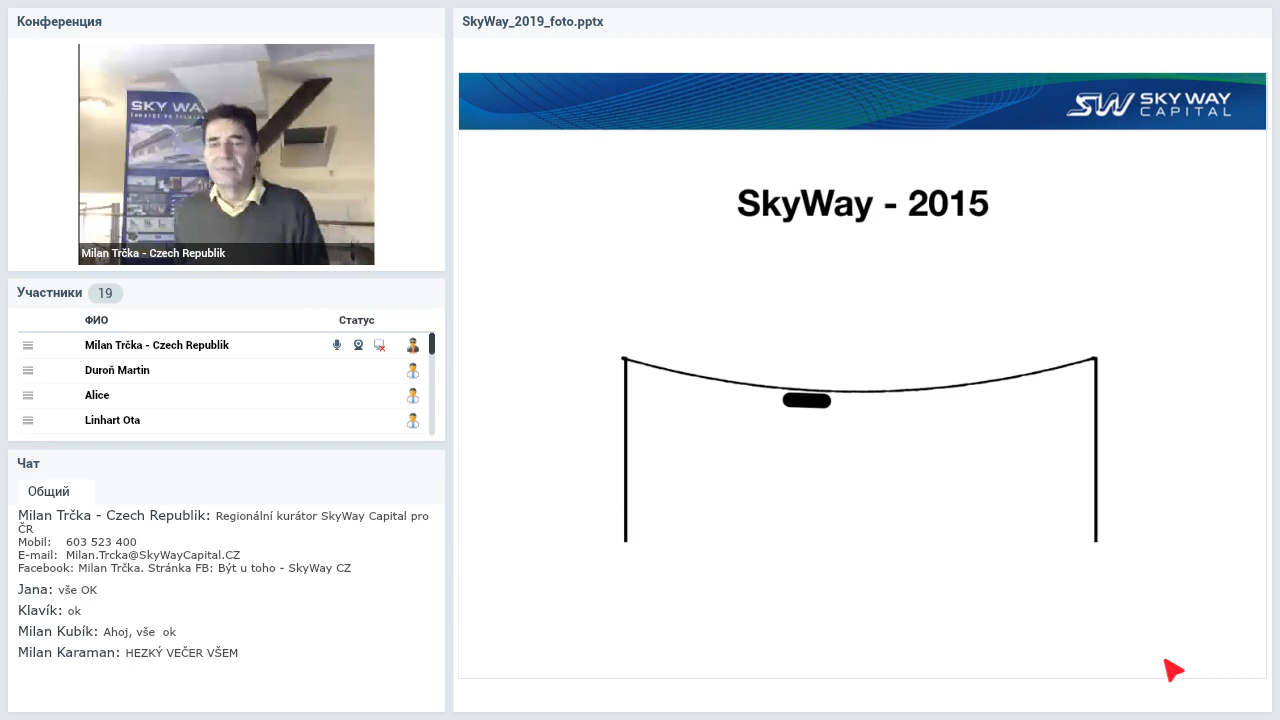 Конференция
SKY WA
Milan Trčka - Czech Republik
Участники 19
ФИО Статус
Milan Trčka - Czech Republik
Duroň Martin
Alice
Linhart Ota
Чат
Общий
Milan Trčka - Czech Republik: Regionální kurátor SkyWay Capital pro
ČR
Mobil: 603 523 400
E-mail: Milan.Trcka@SkyWayCapital.CZ
Facebook: Milan Trčka. Stránka FB: Být u toho - SkyWay CZ
Jana: vše OK
Klavík: ok
Milan Kubík: Ahoj, vše ok
Milan Karaman: HEZKÝ VEČER VŠEM
SkyWay_2019_foto.pptx
SW SKY WAY
CAPITAL
SkyWay - 2015